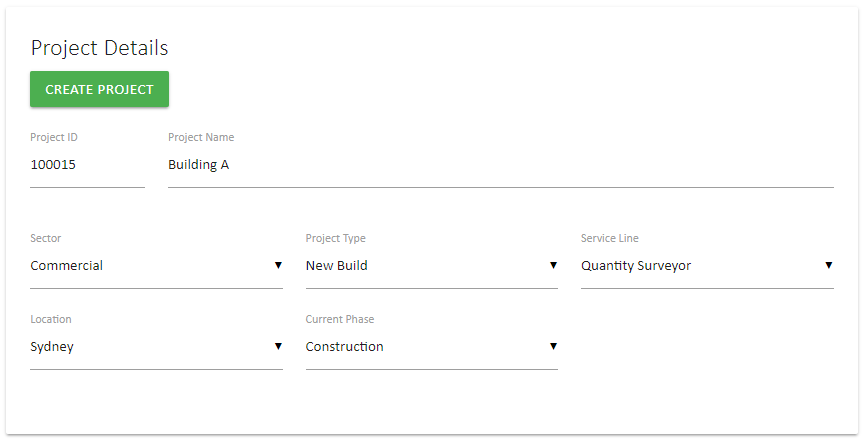 Project Details
CREATE PROJECT
Project ID Project Name
100015 Building A
Sector Project Type Service Line
Commercial New Build Quantity Surveyor
Location Current Phase
Sydney Construction